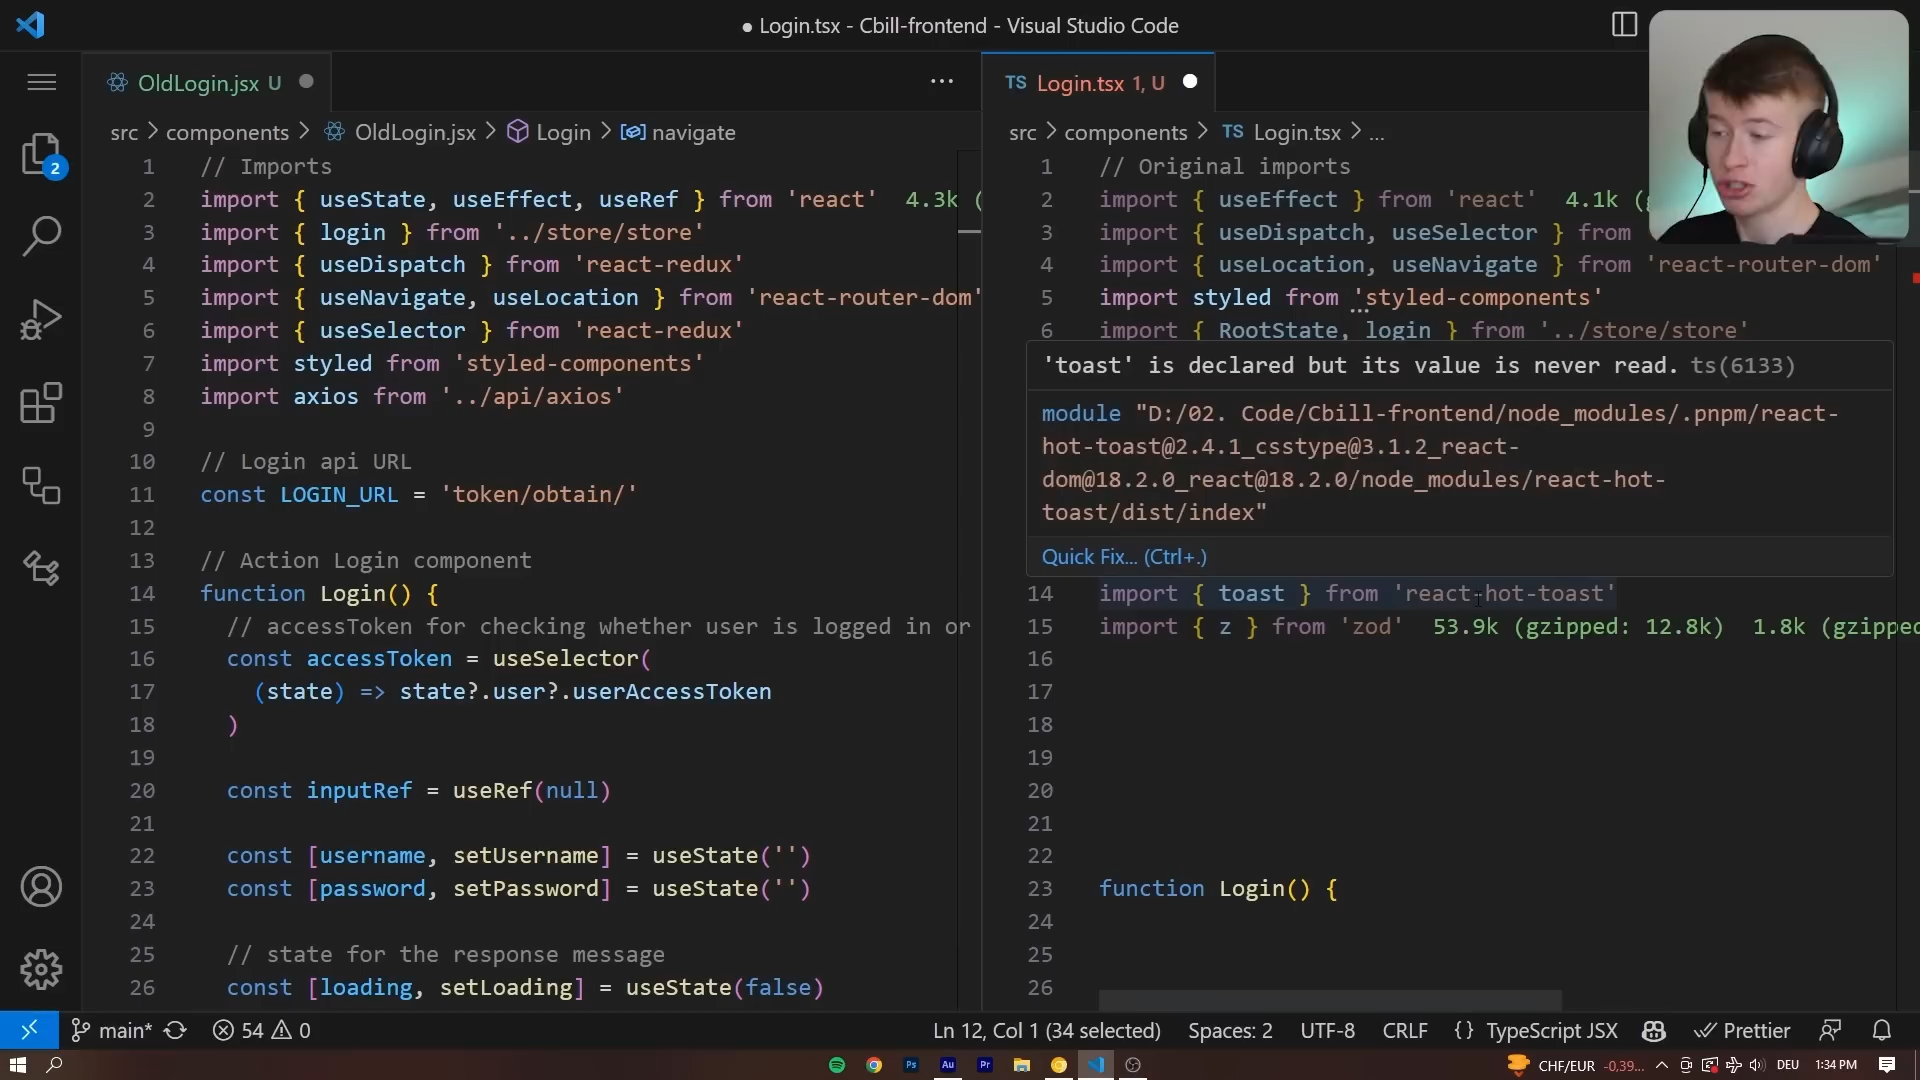 ● Login.tsx - Cbill-frontend - Visual Studio Code
OldLogin.jsx U
...
src > components > OldLogin.jsx > Login > navigate
1 // Imports
2 import { useState, useEffect, useRef } from 'react' 4.3k (
3 import { login } from '../store/store'
4 import { useDispatch } from 'react-redux'
5 import { useNavigate, useLocation } from 'react-router-dom'
6 import { useSelector } from 'react-redux'
7 import styled from 'styled-components'
8 import axios from '../api/axios'
9
10 // Login api URL
11 const LOGIN_URL = 'token/obtain/'
12
13 // Action Login component
14 function Login() {
15 // accessToken for checking whether user is logged in or
16 const accessToken = useSelector(
17 (state) => state?.user?.userAccessToken
18 )
19
20 const inputRef = useRef(null)
21
22 const [username, setUsername] = useState('')
23 const [password, setPassword] = useState('')
24
25 // state for the response message
26 const [loading, setLoading] = useState(false)
TS Login.tsx 1, U
src > components > TS Login.tsx > ...
1 // Original imports
2 import { useEffect } from 'react' 4.1k (
3 import { useDispatch, useSelector } from
4 import { useLocation, useNavigate } from 'react-router-dom'
5 import styled from 'styled-components'
6 import { RootState, login } from '../store/store'
'toast' is declared but its value is never read. ts(6133)
module "D:/02. Code/Cbill-frontend/node_modules/.pnpm/react-
hot-toast@2.4.1_csstype@3.1.2_react-
dom@18.2.0_react@18.2.0/node_modules/react-hot-
toast/dist/index"
Quick Fix... (Ctrl+.)
14 import { toast } from 'react-hot-toast'
15 import { z } from 'zod' 53.9k (gzipped: 12.8k) 1.8k (gzipped
16
17
18
19
20
21
22
23 function Login() {
24
25
26
2
main* 54 0
Ln 12, Col 1 (34 selected) Spaces: 2 UTF-8 CRLF {} TypeScript JSX Prettier
Ps Au Pr CHF/EUR -0,39... DEU 1:34 PM